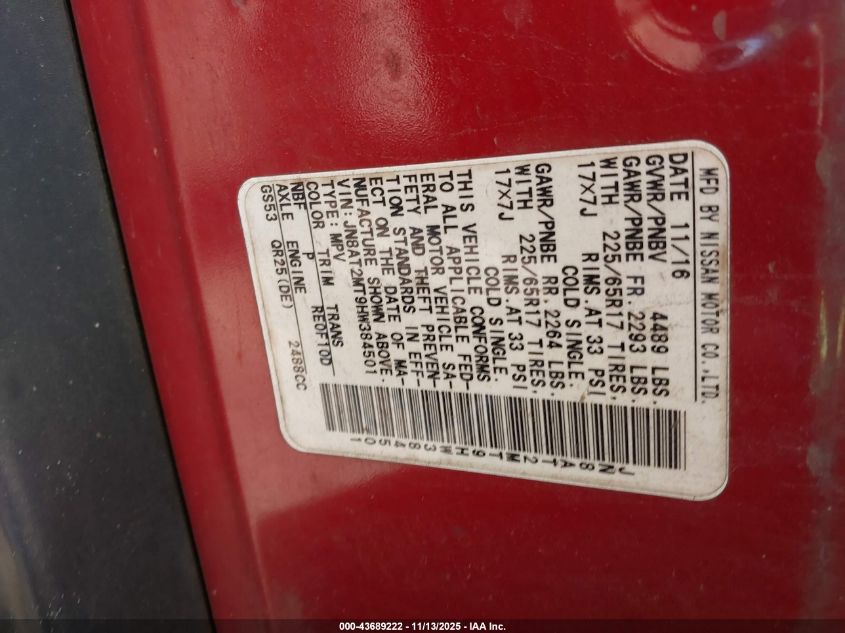 MFD BY NISSAN MOTOR CO.,LTD.
DATE 11/16
GVWR/PNBV 4489 LBS.
GAWR/PNBE FR. 2293 LBS.
WITH 225/65R17 TIRES,
17X7J RIMS.AT 33 PSI
COLD SINGLE.
GAWR/PNBE RR. 2264 LBS.
WITH 225/65R17 TIRES,
17X7J RIMS.AT 33 PSI
COLD SINGLE.
THIS VEHICLE CONFORMS
TO ALL APPLICABLE FED-
ERAL MOTOR VEHICLE SA-
FETY AND THEFT PREVEN-
TION STANDARDS IN EFF-
ECT ON THE DATE OF MA-
NUFACTURE SHOWN ABOVE.
VIN:JN8AT2MT9HW384501
TYPE:MPV
COLOR TRIM TRANS
NBF P RE0F10D
AXLE ENGINE
GS53 QR25(DE) 2488CC
JN8AT2MT9HW384501
000-43689222 - 11/13/2025 - IAA Inc.